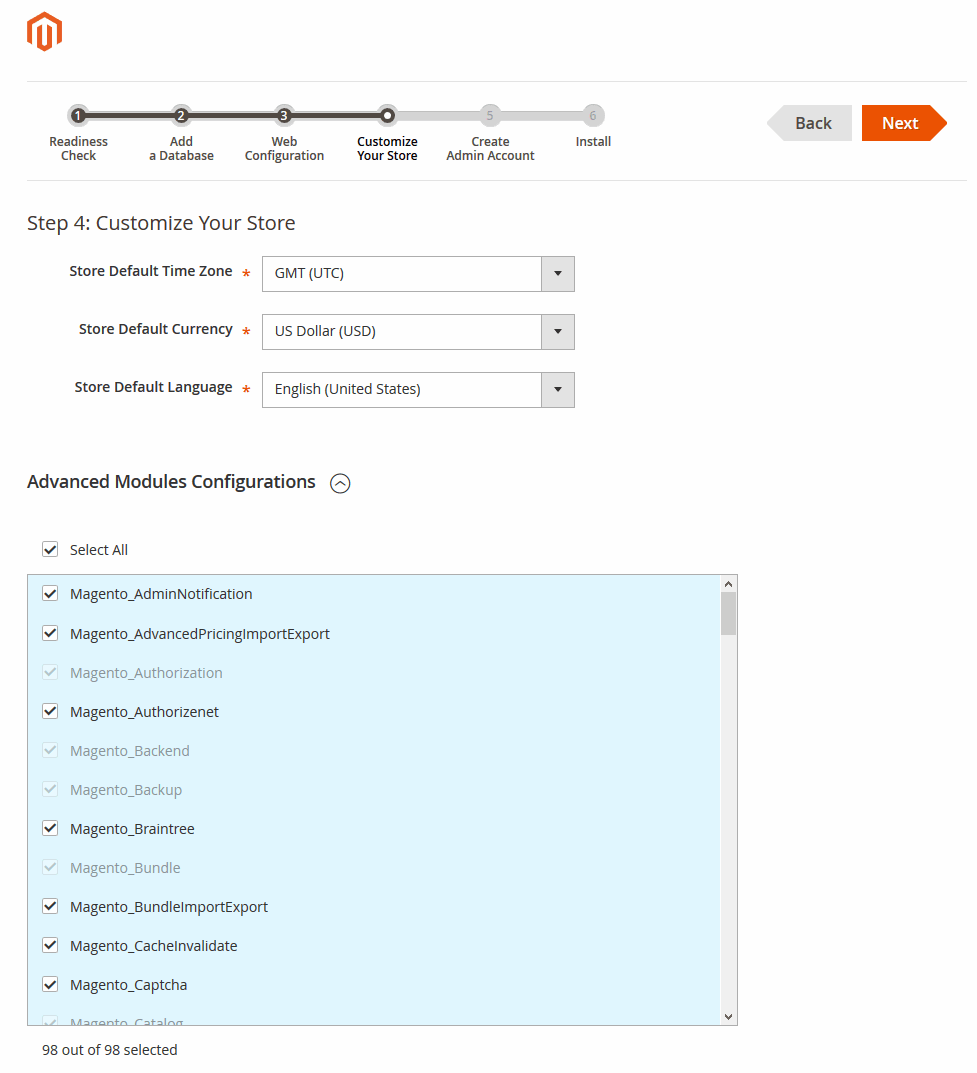 1 2 3 5 6
Readiness Check
Add a Database
Web Configuration
Customize Your Store
Create Admin Account
Install
Back
Next
Step 4: Customize Your Store
Store Default Time Zone * GMT (UTC)
Store Default Currency * US Dollar (USD)
Store Default Language * English (United States)
Advanced Modules Configurations
Select All
Magento_AdminNotification
Magento_AdvancedPricingImportExport
Magento_Authorization
Magento_Authorizenet
Magento_Backend
Magento_Backup
Magento_Braintree
Magento_Bundle
Magento_BundleImportExport
Magento_CacheInvalidate
Magento_Captcha
Magento_Catalog
98 out of 98 selected